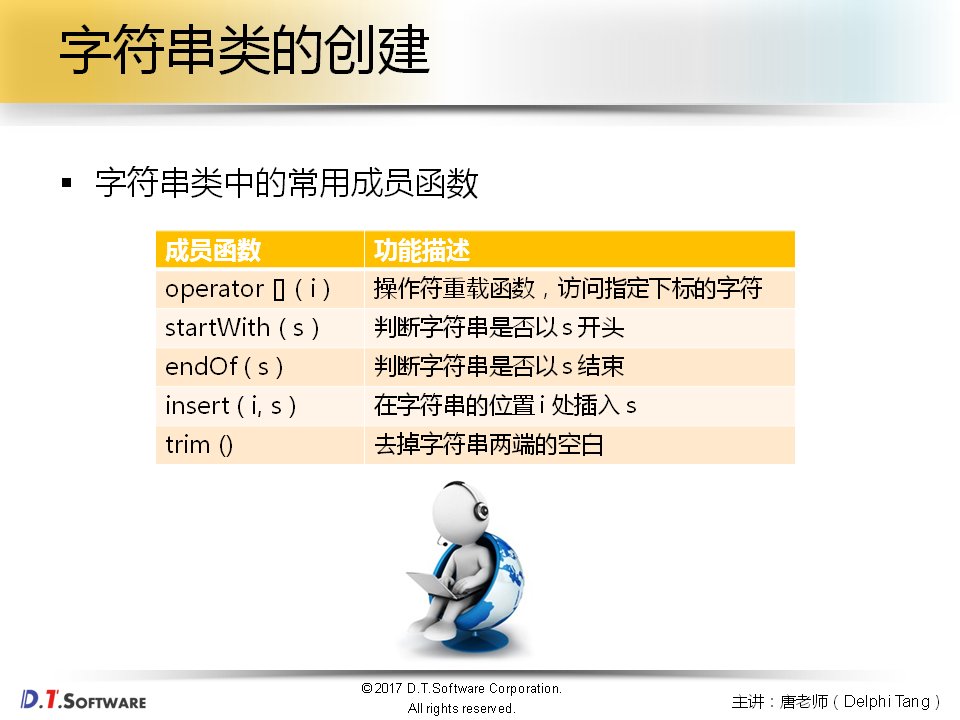 字符串类的创建
▪ 字符串类中的常用成员函数
成员函数 功能描述
operator [] ( i ) 操作符重载函数，访问指定下标的字符
startWith ( s ) 判断字符串是否以 s 开头
endOf ( s ) 判断字符串是否以 s 结束
insert ( i, s ) 在字符串的位置 i 处插入 s
trim () 去掉字符串两端的空白
D.T.SOFTWARE
©2017 D.T.Software Corporation.
All rights reserved.
主讲：唐老师（Delphi Tang）